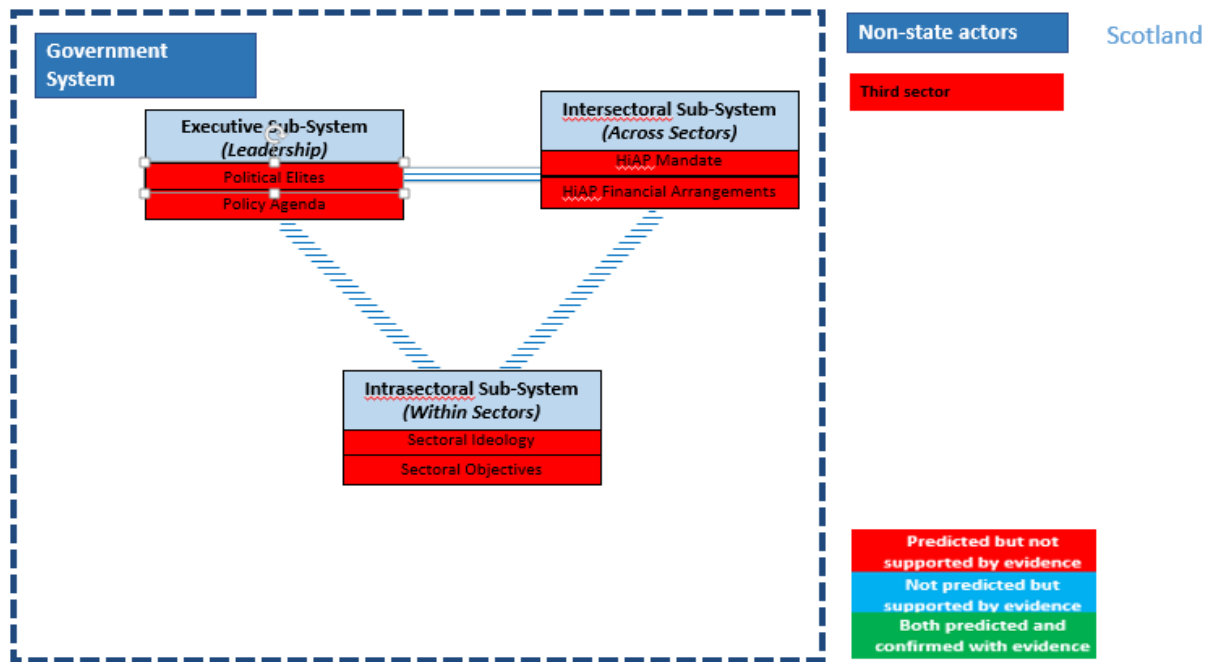 Government
System
Executive Sub-System
(Leadership)
Political Elites
Policy Agenda
Intersectoral Sub-System
(Across Sectors)
HiAP Mandate
HiAP Financial Arrangements
Intrasectoral Sub-System
(Within Sectors)
Sectoral Ideology
Sectoral Objectives
Non-state actors
Scotland
Third sector
Predicted but not
supported by evidence
Not predicted but
supported by evidence
Both predicted and
confirmed with evidence